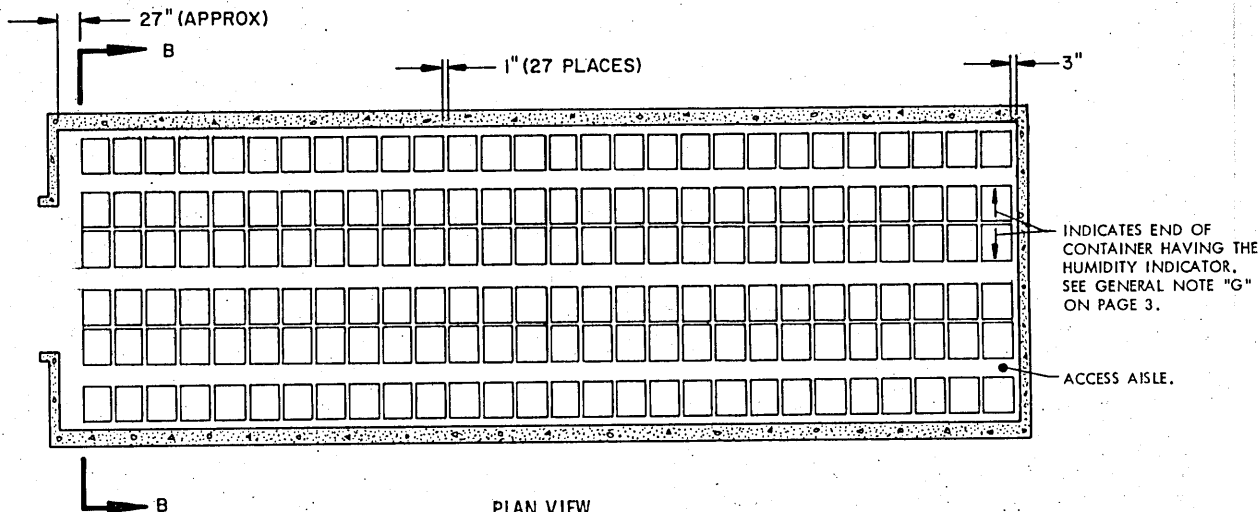 27" (APPROX)
B
1" (27 PLACES)
3"
INDICATES END OF
CONTAINER HAVING THE
HUMIDITY INDICATOR.
SEE GENERAL NOTE "G"
ON PAGE 3.
ACCESS AISLE.
B
PLAN VIEW